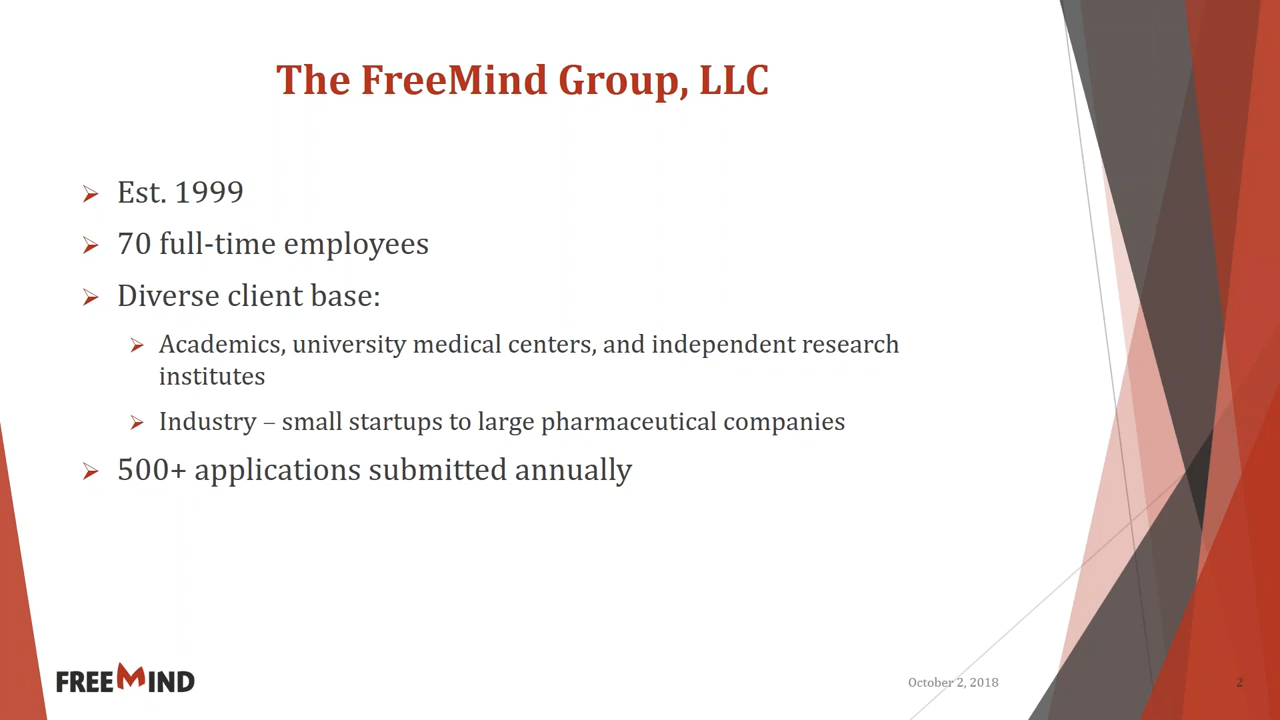 The FreeMind Group, LLC
Est. 1999
70 full-time employees
Diverse client base:
Academics, university medical centers, and independent research
institutes
Industry – small startups to large pharmaceutical companies
500+ applications submitted annually
FREEMIND
October 2, 2018
2